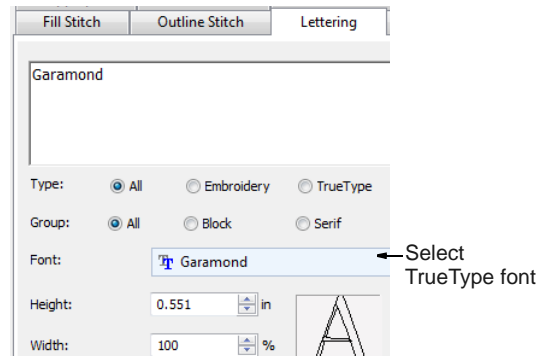 Fill Stitch Outline Stitch Lettering
Garamond
Type: All Embroidery TrueType
Group: All Block Serif
Font: Garamond
Select
TrueType font
Height: 0.551 in
Width: 100 %